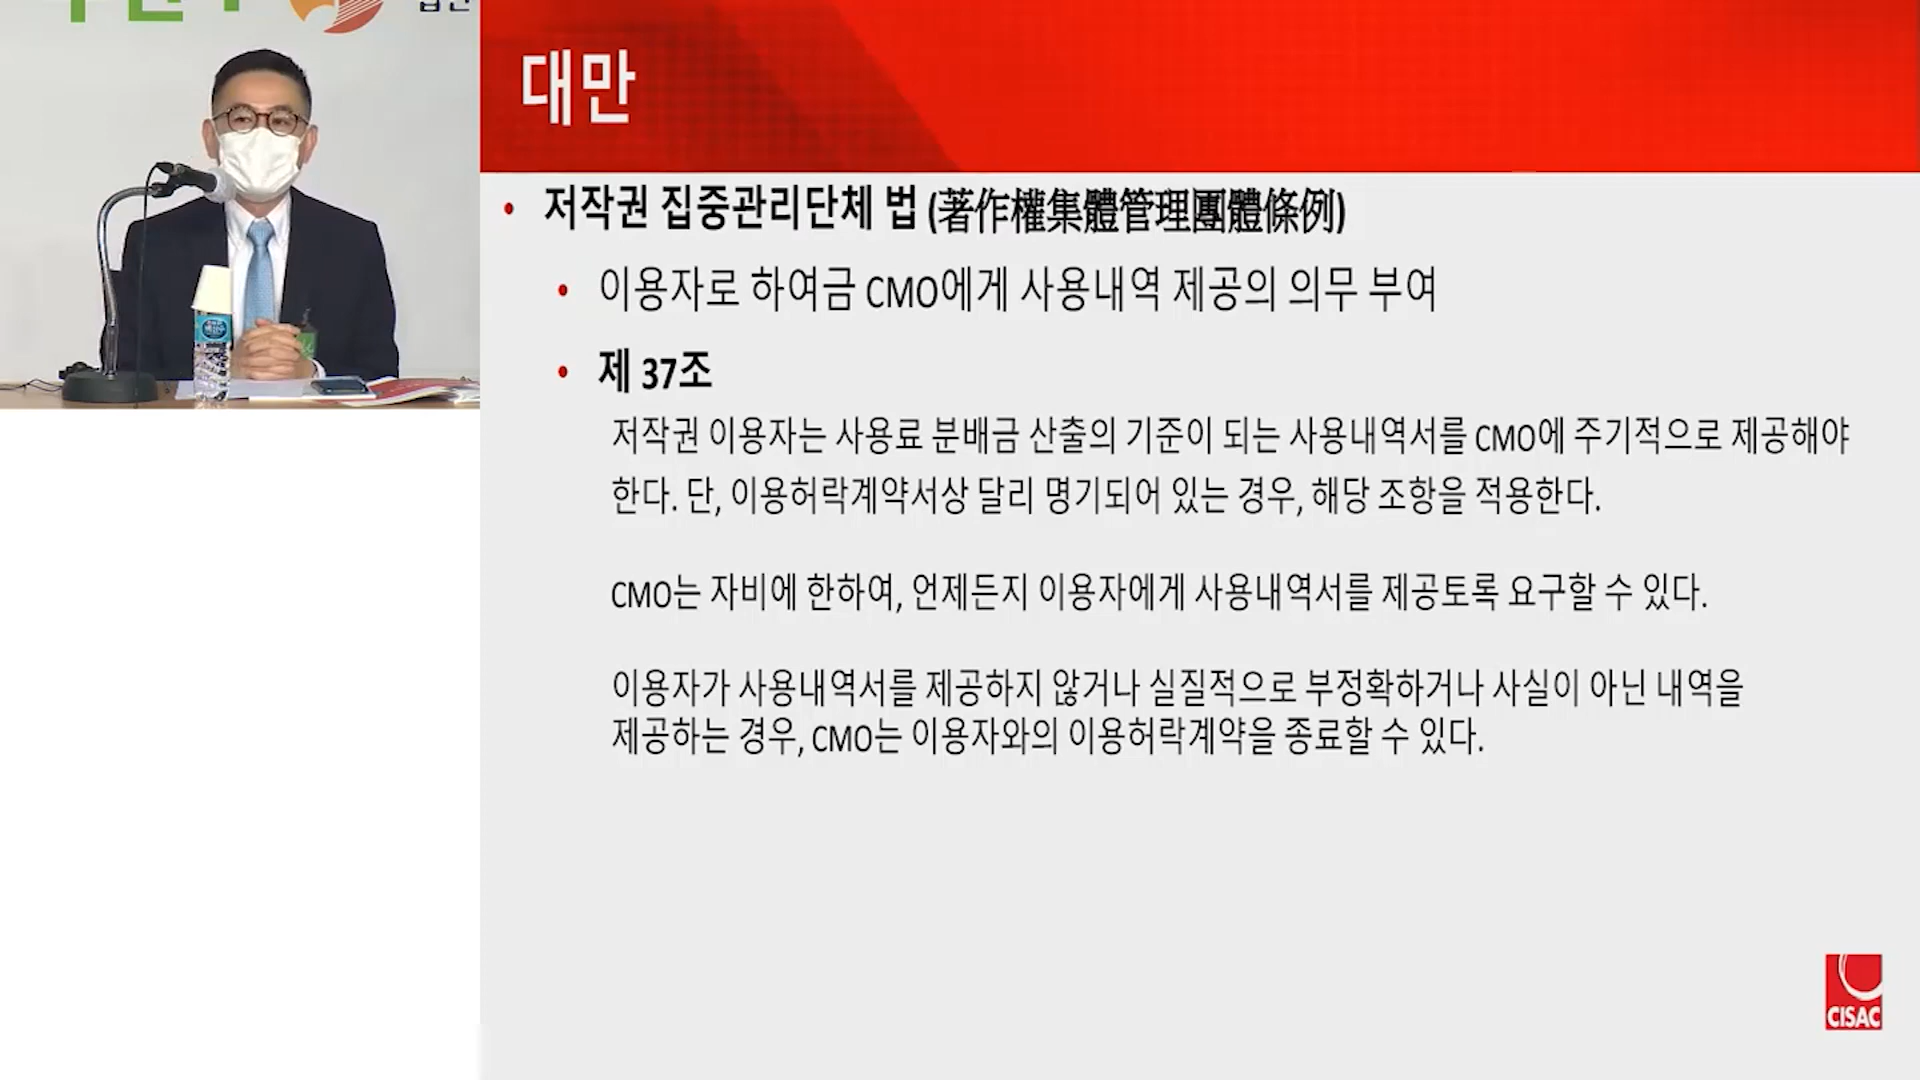 대만
저작권 집중관리단체 법 (著作權集體管理團體條例)
이용자로 하여금 CMO에게 사용내역 제공의 의무 부여
제 37조
저작권 이용자는 사용료 분배금 산출의 기준이 되는 사용내역서를 CMO에 주기적으로 제공해야
한다. 단, 이용허락계약서상 달리 명기되어 있는 경우, 해당 조항을 적용한다.
CMO는 자비에 한하여, 언제든지 이용자에게 사용내역서를 제공토록 요구할 수 있다.
이용자가 사용내역서를 제공하지 않거나 실질적으로 부정확하거나 사실이 아닌 내역을
제공하는 경우, CMO는 이용자와의 이용허락계약을 종료할 수 있다.
CISAC